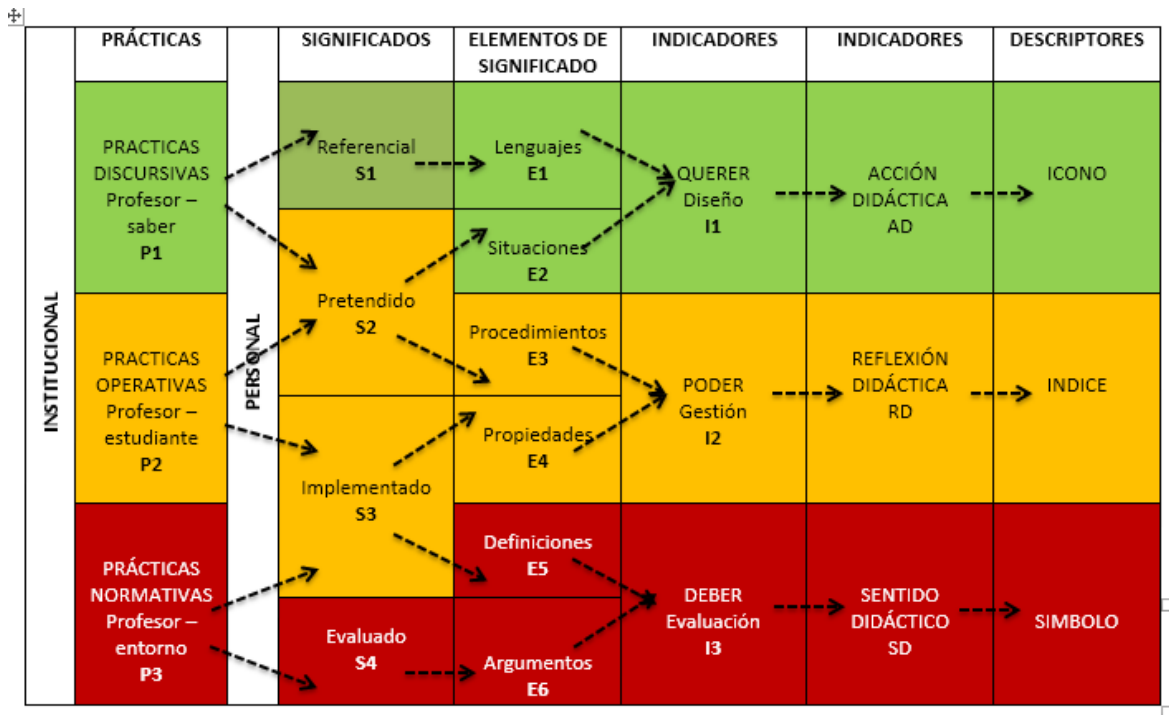 PRÁCTICAS
SIGNIFICADOS
ELEMENTOS DE
SIGNIFICADO
INDICADORES
INDICADORES
DESCRIPTORES
INSTITUCIONAL
PRACTICAS
DISCURSIVAS
Profesor –
saber
P1
PRACTICAS
OPERATIVAS
Profesor –
estudiante
P2
PRÁCTICAS
NORMATIVAS
Profesor –
entorno
P3
PERSONAL
Referencial
S1
Pretendido
S2
Implementado
S3
Evaluado
S4
Lenguajes
E1
Situaciones
E2
Procedimientos
E3
Propiedades
E4
Definiciones
E5
Argumentos
E6
QUERER
Diseño
I1
PODER
Gestión
I2
DEBER
Evaluación
I3
ACCIÓN
DIDÁCTICA
AD
REFLEXIÓN
DIDÁCTICA
RD
SENTIDO
DIDÁCTICO
SD
ICONO
INDICE
SIMBOLO